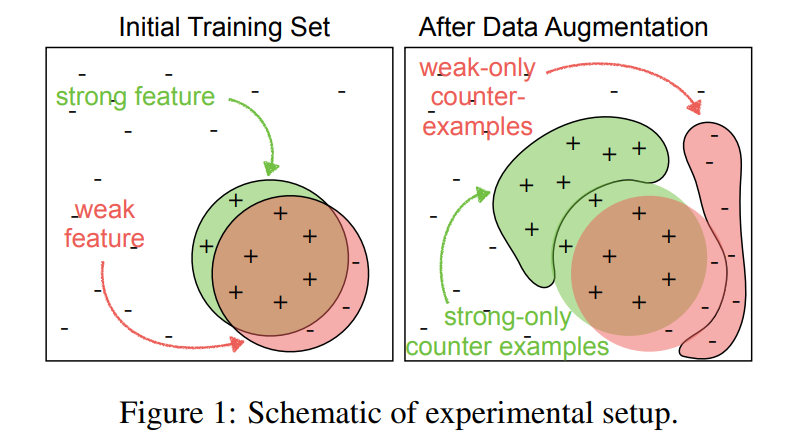 Initial Training Set
After Data Augmentation
strong feature
weak
feature
weak-only
counter-
examples
strong-only
counter examples
Figure 1: Schematic of experimental setup.